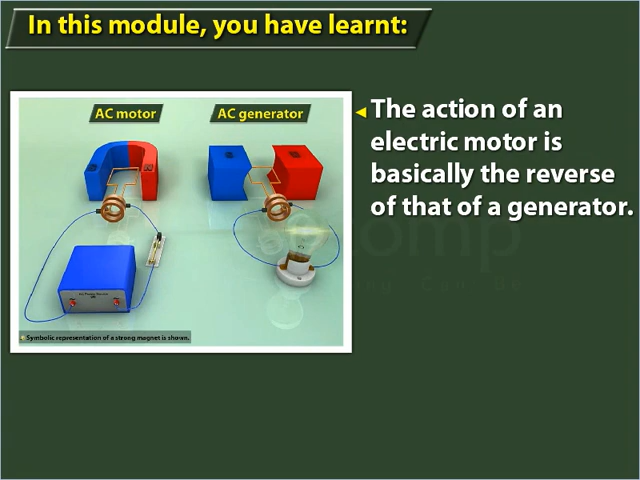 In this module, you have learnt:
AC motor
AC generator
◄ The action of an
electric motor is
basically the reverse
of that of a generator.
Symbolic representation of a strong magnet is shown.